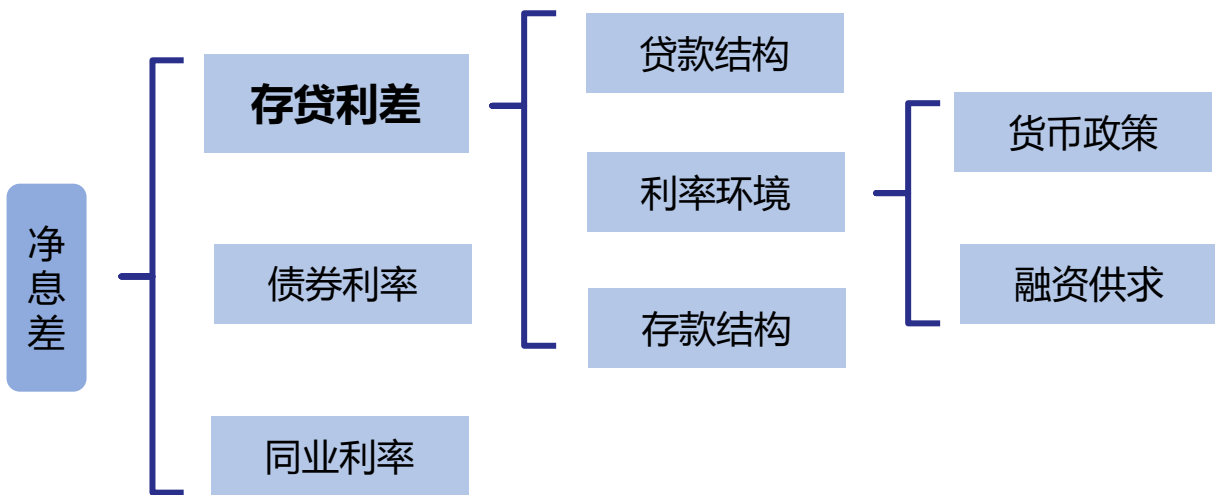 净息差
存贷利差
债券利率
同业利率
贷款结构
利率环境
存款结构
货币政策
融资供求